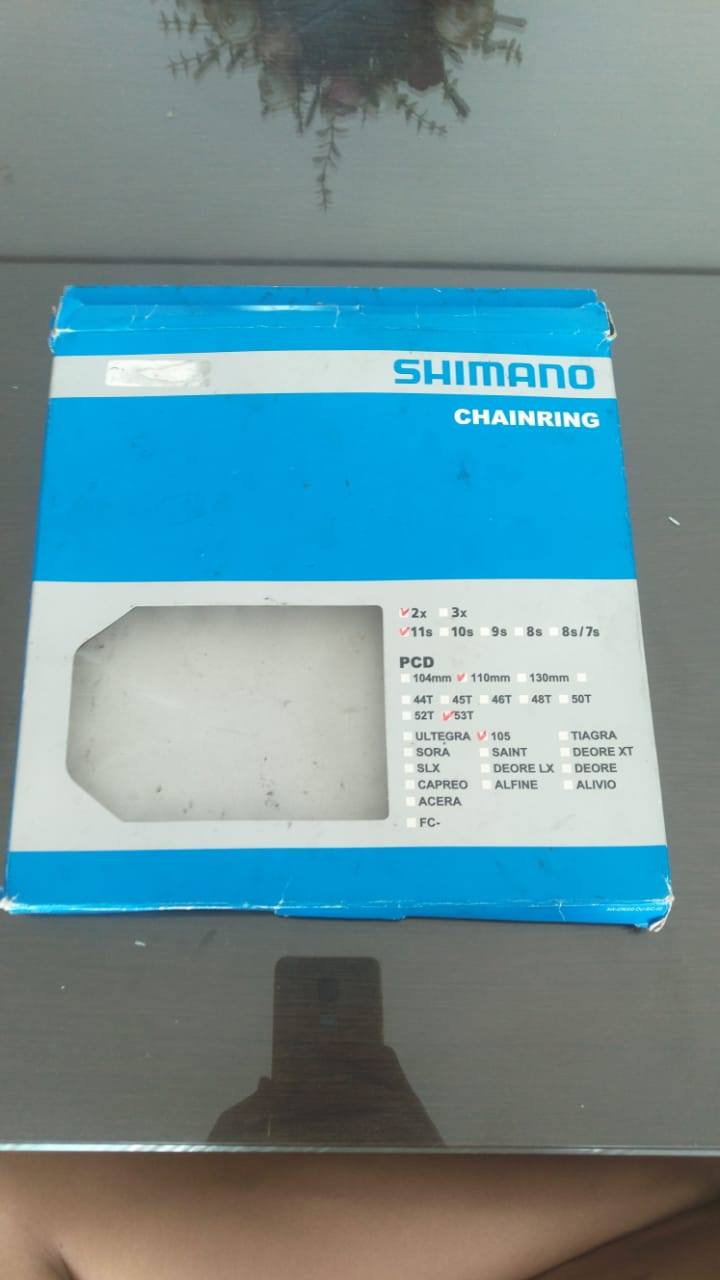 SHIMANO
CHAINRING
2x 3x
11s 10s 9s 8s 8s/7s
PCD
104mm 110mm 130mm
44T 45T 46T 48T 50T
52T 53T
ULTEGRA 105 TIAGRA
SORA SAINT DEORE XT
SLX DEORE LX DEORE
CAPREO ALFINE ALIVIO
ACERA
FC-